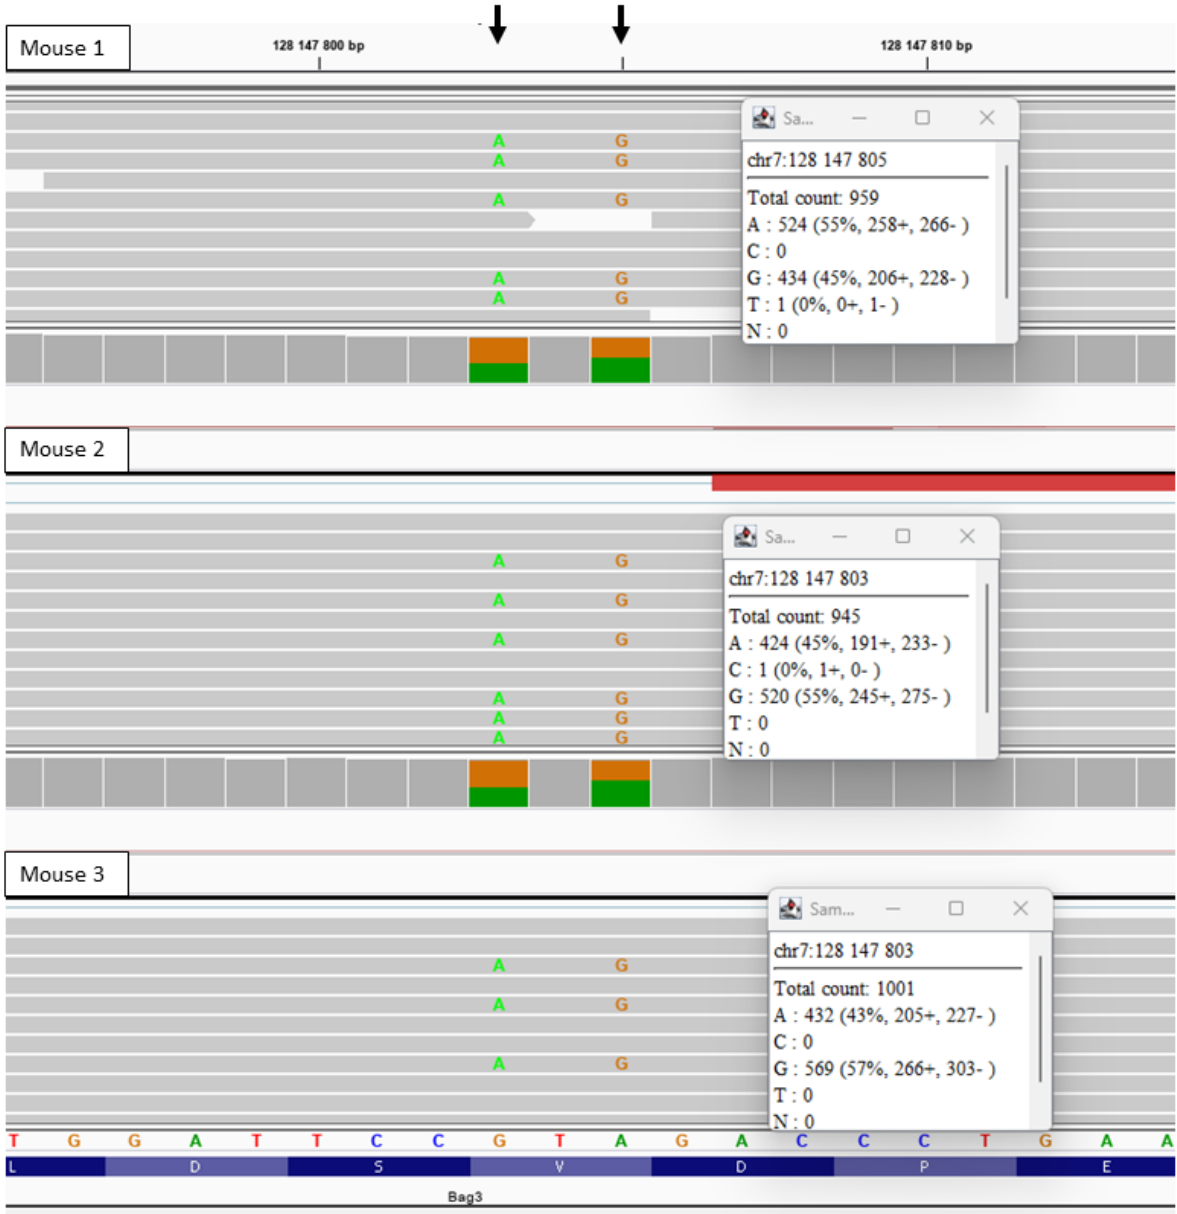 Mouse 1
128 147 800 bp
128 147 810 bp
A G
A G
A G
A G
A G
Sa...
chr7:128 147 805
Total count: 959
A : 524 (55%, 258+, 266- )
C : 0
G : 434 (45%, 206+, 228- )
T : 1 (0%, 0+, 1- )
N : 0
Mouse 2
A G
A G
A G
A G
A G
A G
Sa...
chr7:128 147 803
Total count: 945
A : 424 (45%, 191+, 233- )
C : 1 (0%, 1+, 0- )
G : 520 (55%, 245+, 275- )
T : 0
N : 0
Mouse 3
A G
A G
A G
Sam...
chr7:128 147 803
Total count: 1001
A : 432 (43%, 205+, 227- )
C : 0
G : 569 (57%, 266+, 303- )
T : 0
N : 0
T G G A T T C C G T A G A C C C T G A A
L D S V D P E
Bag3